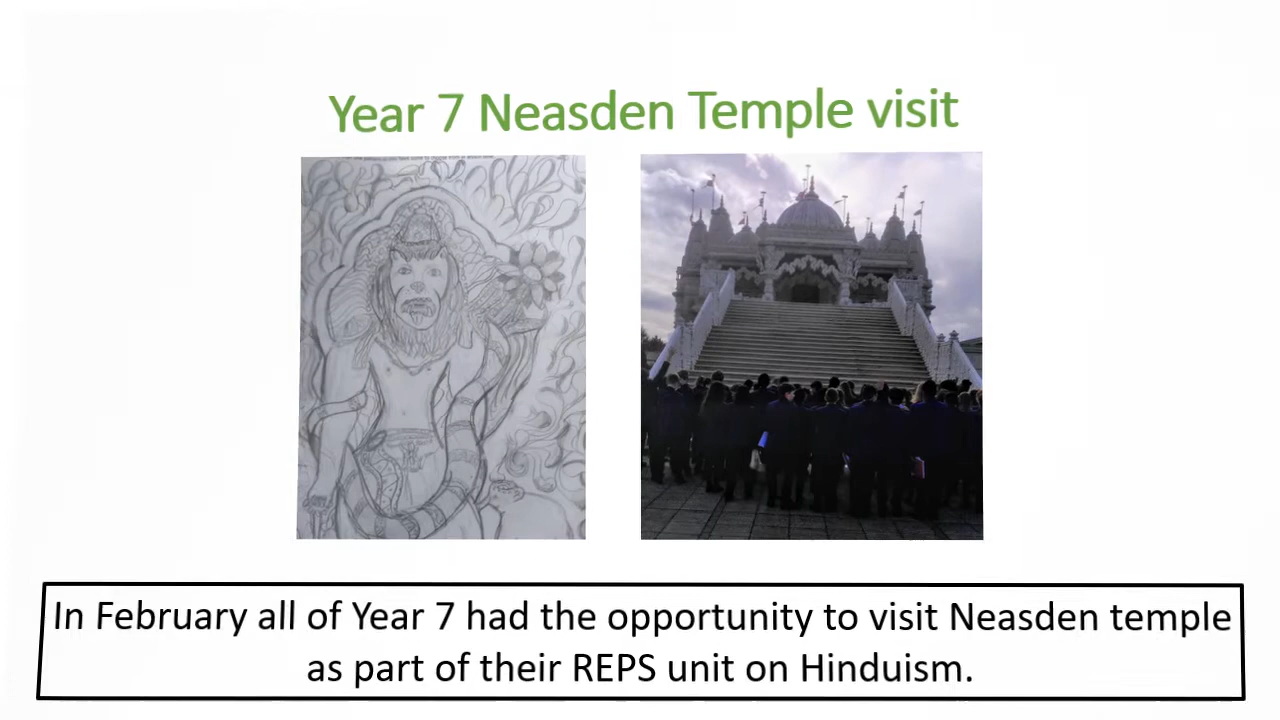 Year 7 Neasden Temple visit
In February all of Year 7 had the opportunity to visit Neasden temple
as part of their REPS unit on Hinduism.